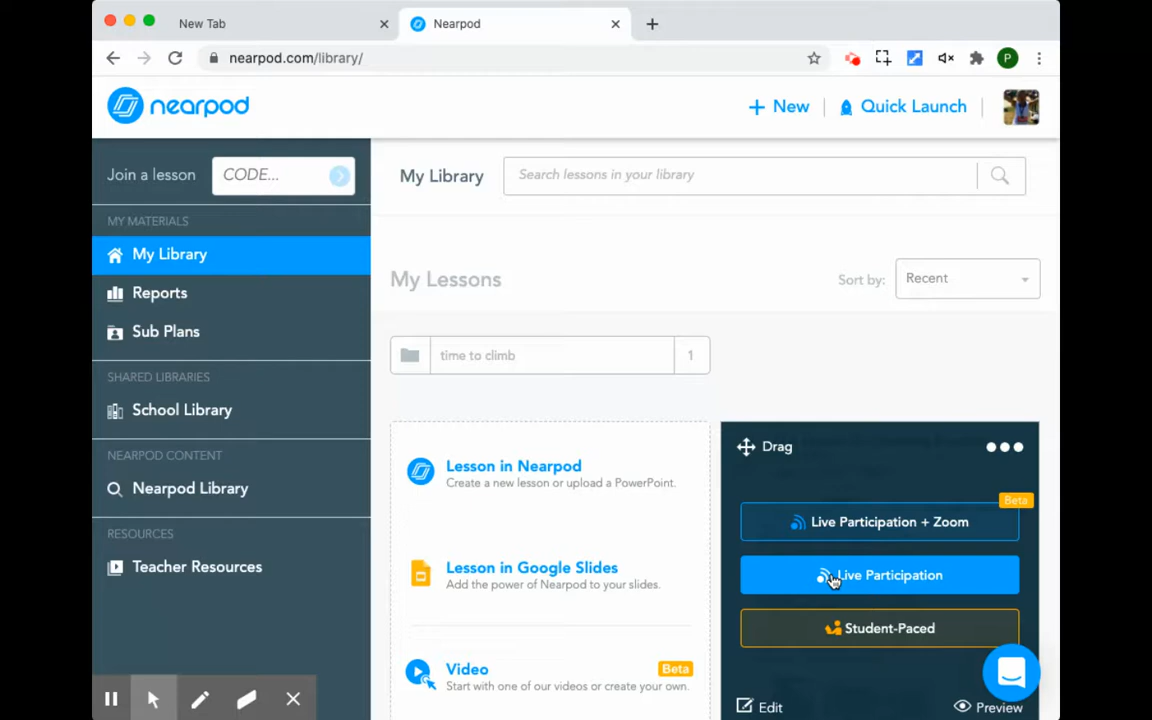 New Tab
Nearpod
nearpod.com/library/
P
nearpod
+ New
Quick Launch
Join a lesson
CODE...
My Library
Search lessons in your library
MY MATERIALS
My Library
Reports
Sub Plans
SHARED LIBRARIES
School Library
NEARPOD CONTENT
Nearpod Library
RESOURCES
Teacher Resources
My Lessons
Sort by:
Recent
time to climb
1
Lesson in Nearpod
Create a new lesson or upload a PowerPoint.
Lesson in Google Slides
Add the power of Nearpod to your slides.
Video
Beta
Start with one of our videos or create your own.
Drag
Beta
Live Participation + Zoom
Live Participation
Student-Paced
Edit
Preview